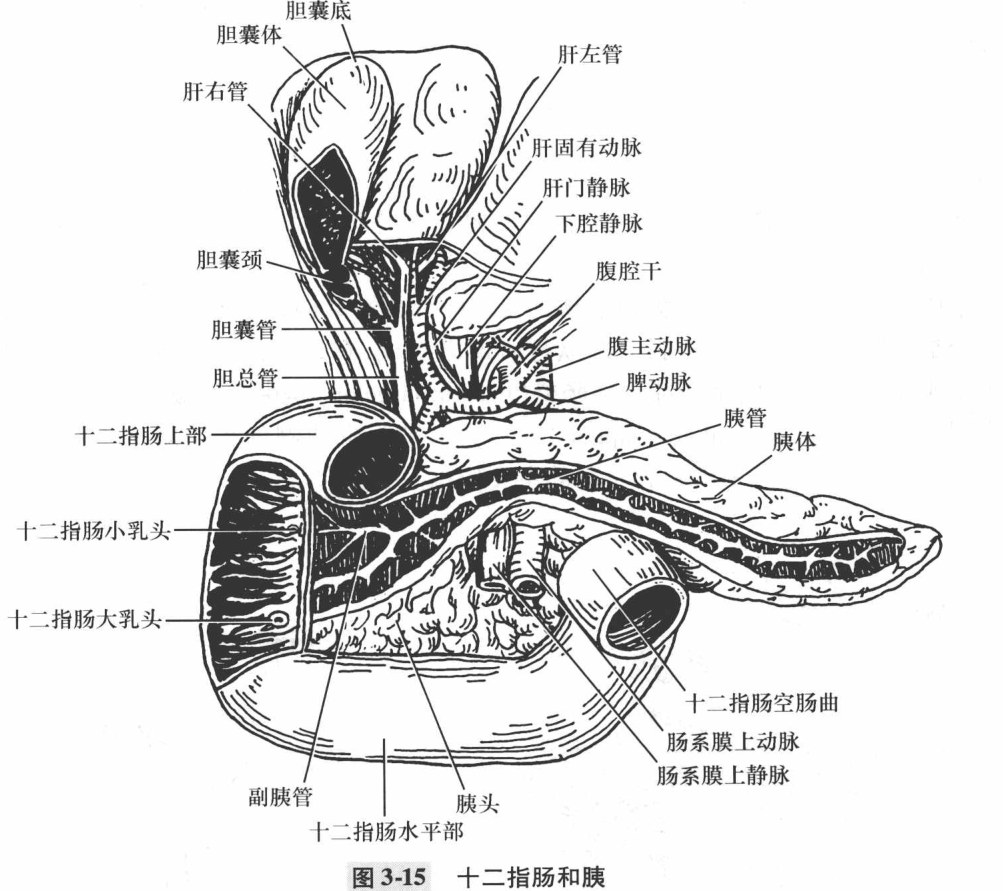 胆囊底
胆囊体
肝左管
肝右管
肝固有动脉
肝门静脉
下腔静脉
胆囊颈
腹腔干
胆囊管
腹主动脉
胆总管
脾动脉
胰管
十二指肠上部
胰体
十二指肠小乳头
十二指肠大乳头
十二指肠空肠曲
肠系膜上动脉
肠系膜上静脉
副胰管
胰头
十二指肠水平部
图 3-15 十二指肠和胰